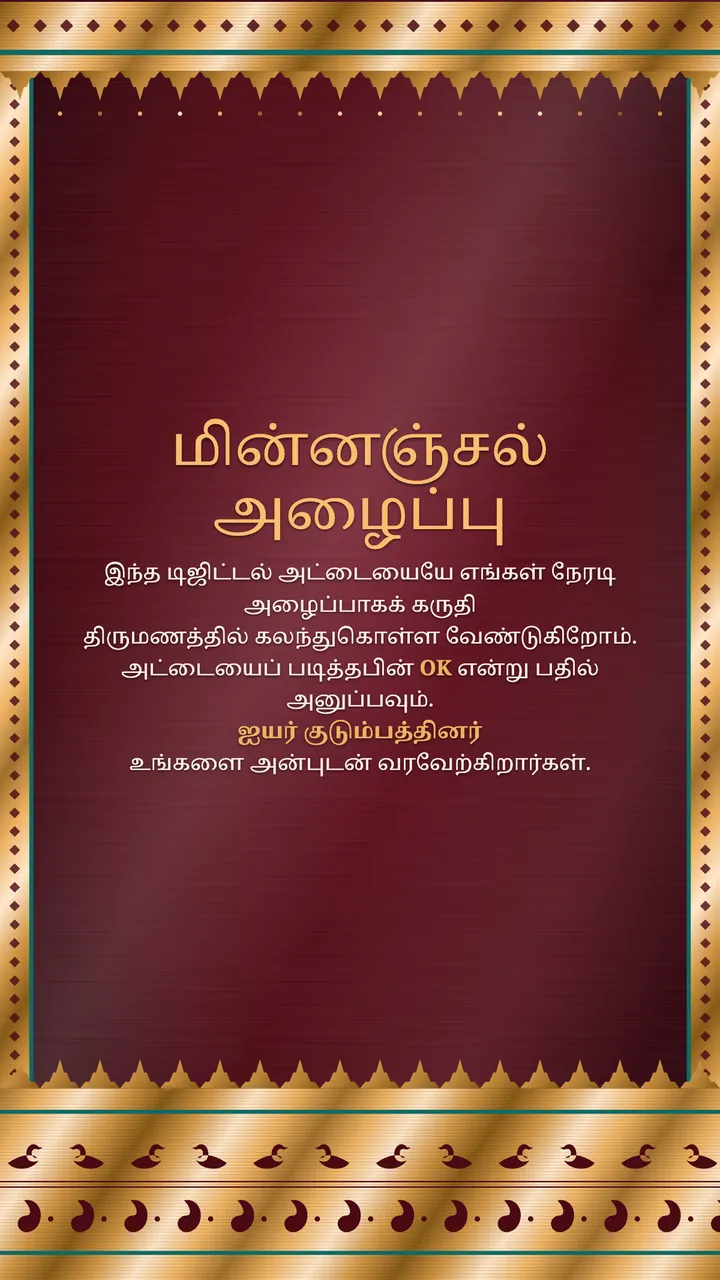 மின்னஞ்சல்
அழைப்பு
இந்த டிஜிட்டல் அட்டையையே எங்கள் நேரடி
அழைப்பாகக் கருதி
திருமணத்தில் கலந்துகொள்ள வேண்டுகிறோம்.
அட்டையைப் படித்தபின் OK என்று பதில்
அனுப்பவும்.
ஐயர் குடும்பத்தினர்
உங்களை அன்புடன் வரவேற்கிறார்கள்.